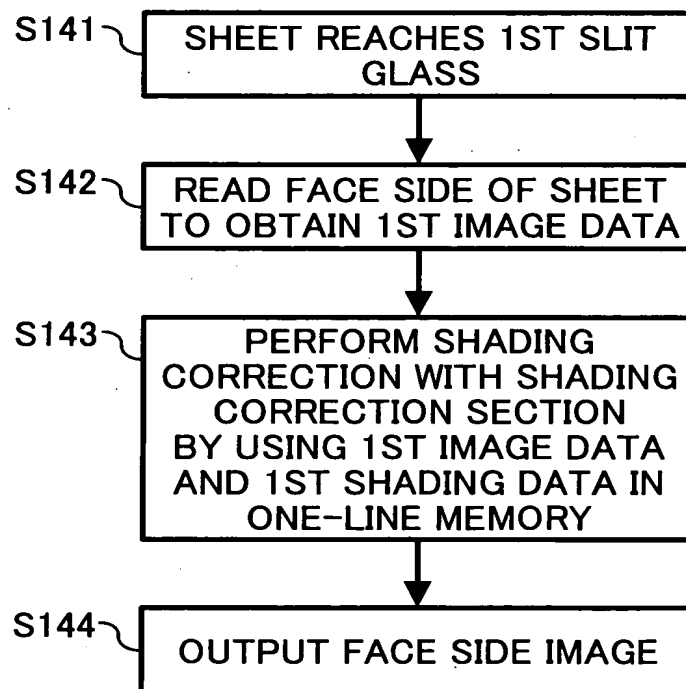 S141
SHEET REACHES 1ST SLIT
GLASS
S142
READ FACE SIDE OF SHEET
TO OBTAIN 1ST IMAGE DATA
S143
PERFORM SHADING
CORRECTION WITH SHADING
CORRECTION SECTION
BY USING 1ST IMAGE DATA
AND 1ST SHADING DATA IN
ONE-LINE MEMORY
S144
OUTPUT FACE SIDE IMAGE